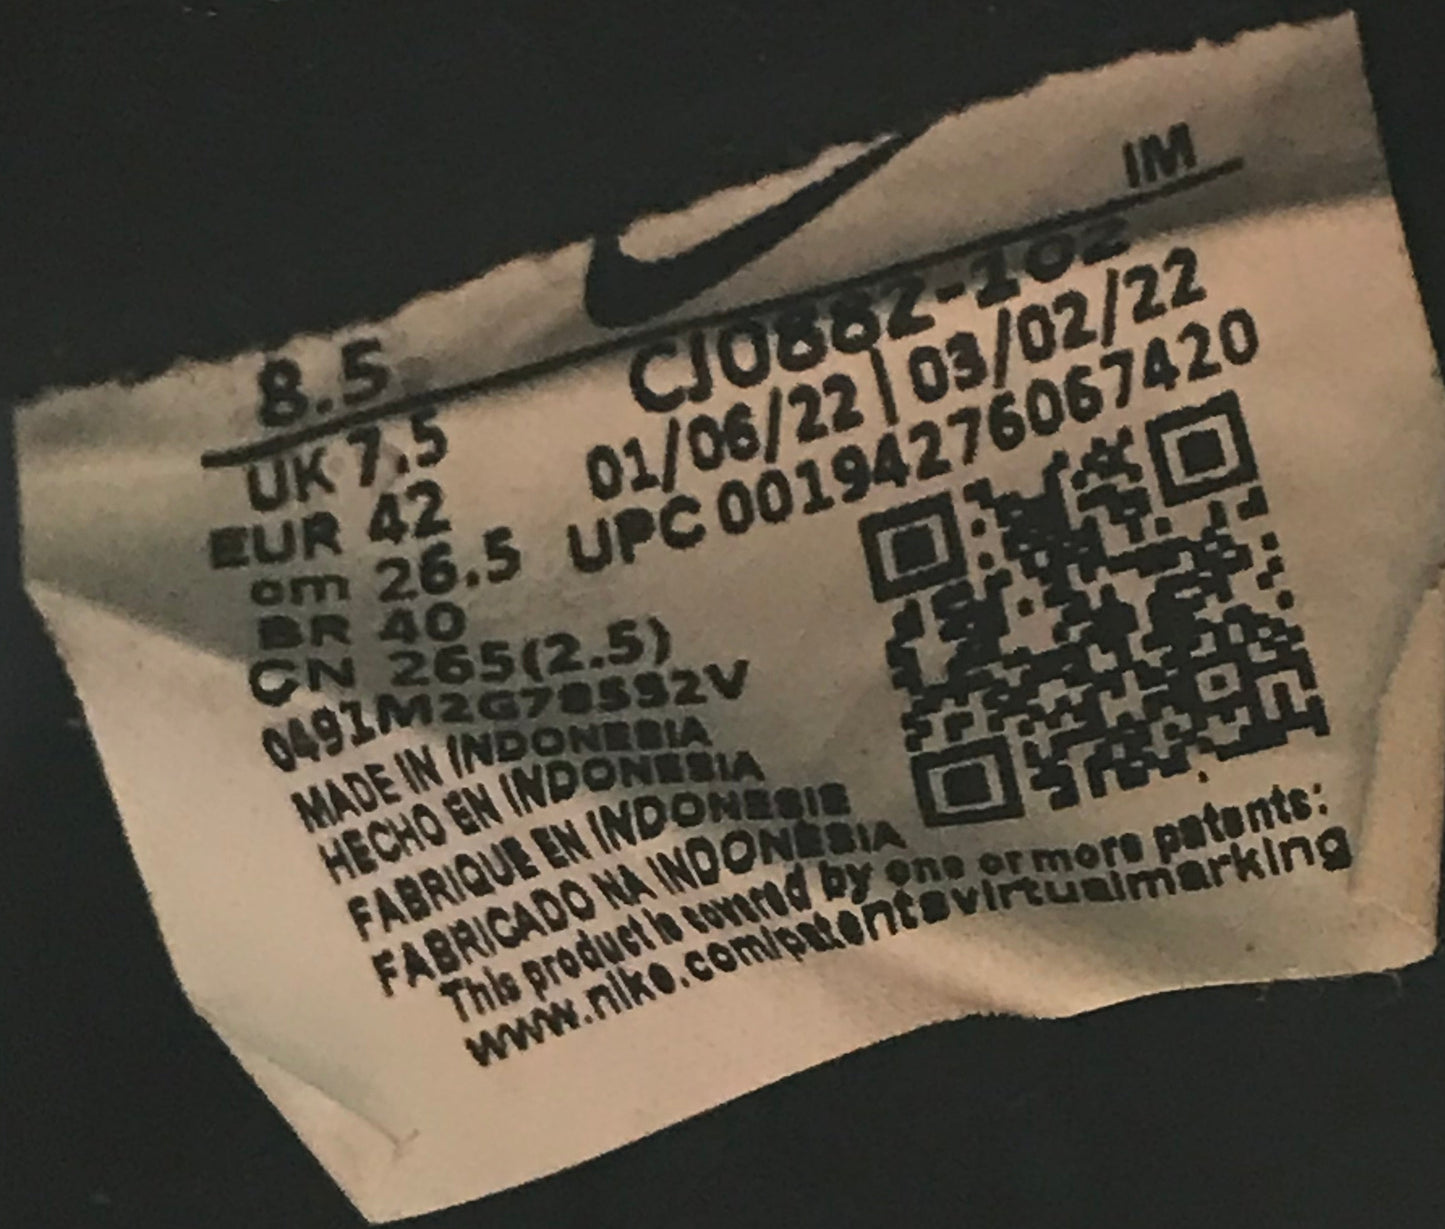 IM
8.5
CJ0882-102
UK 7.5
01/06/22 | 03/02/22
EUR 42
UPC 00194276067420
cm 26.5
BR 40
CN 265(2.5)
MADE IN INDONESIA
HECHO EN INDONESIA
FABRIQUE EN INDONESIE
FABRICADO NA INDONÉSIA
This product is covered by one or more patents:
www.nike.com/patentsvirtualmarking